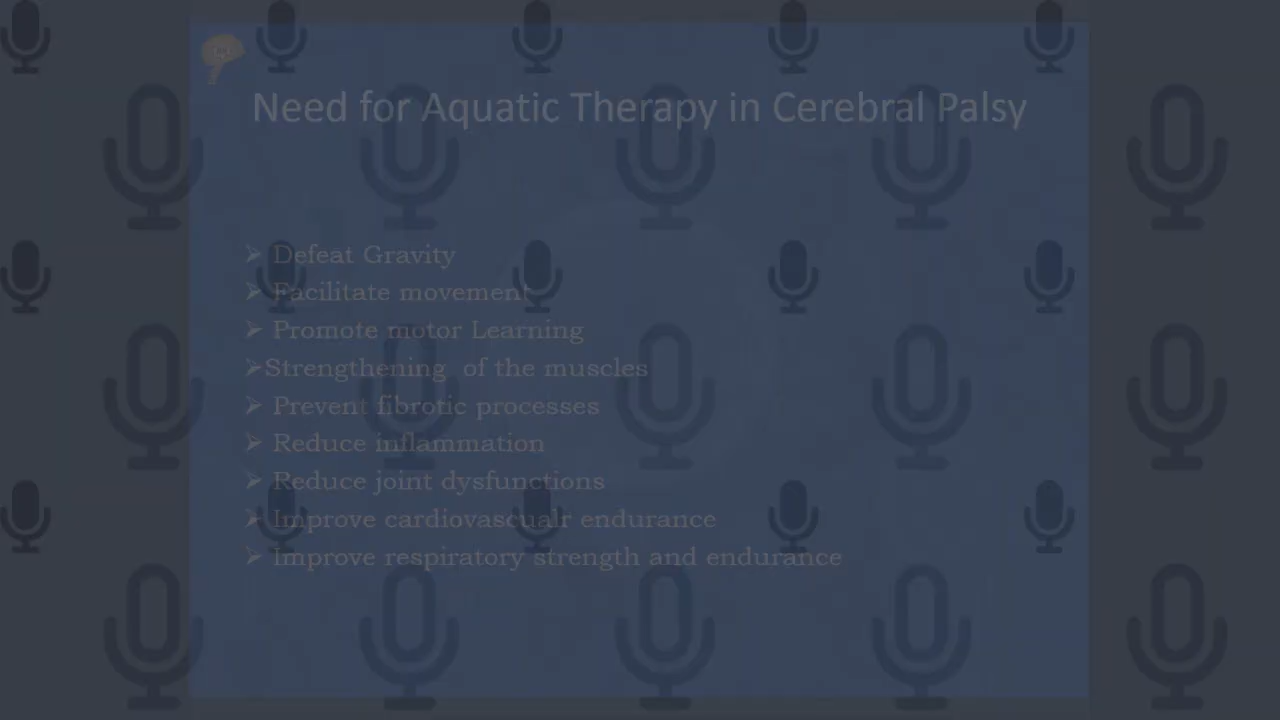 Need for Aquatic Therapy in Cerebral Palsy
➢ Defeat Gravity
➢ Facilitate movement
➢ Promote motor Learning
➢Strengthening of the muscles
➢ Prevent fibrotic processes
➢ Reduce inflammation
➢ Reduce joint dysfunctions
➢ Improve cardiovascualr endurance
➢ Improve respiratory strength and endurance